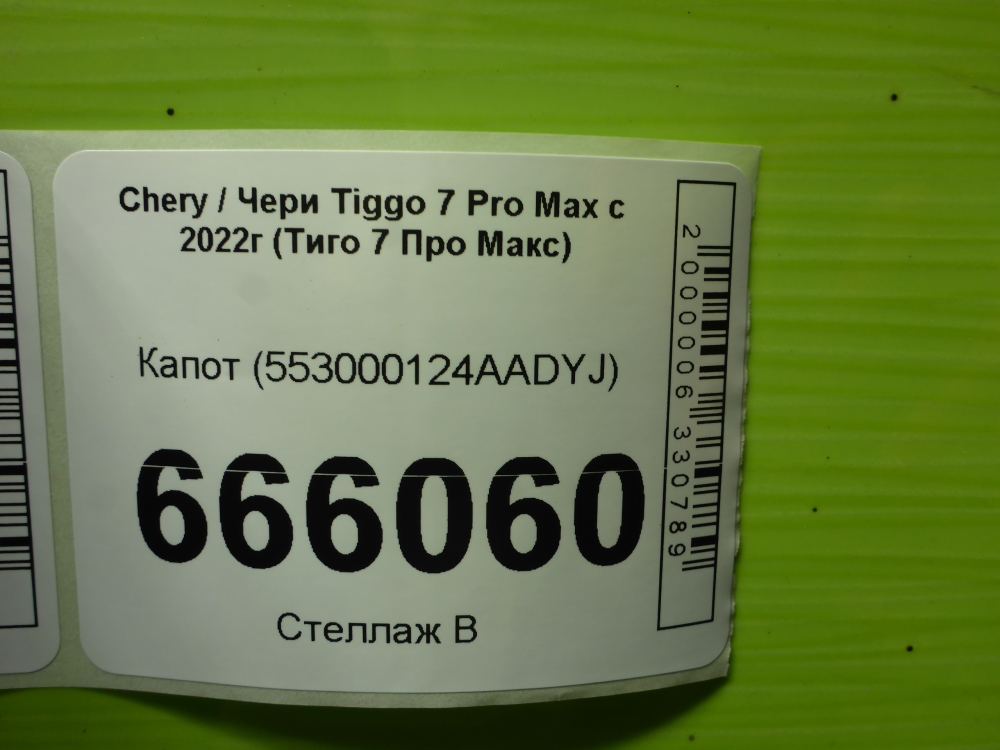 Chery / Чери Tiggo 7 Pro Max с
2022г (Тиго 7 Про Макс)
Капот (553000124AADYJ)
666060
Стеллаж В
2000006330789